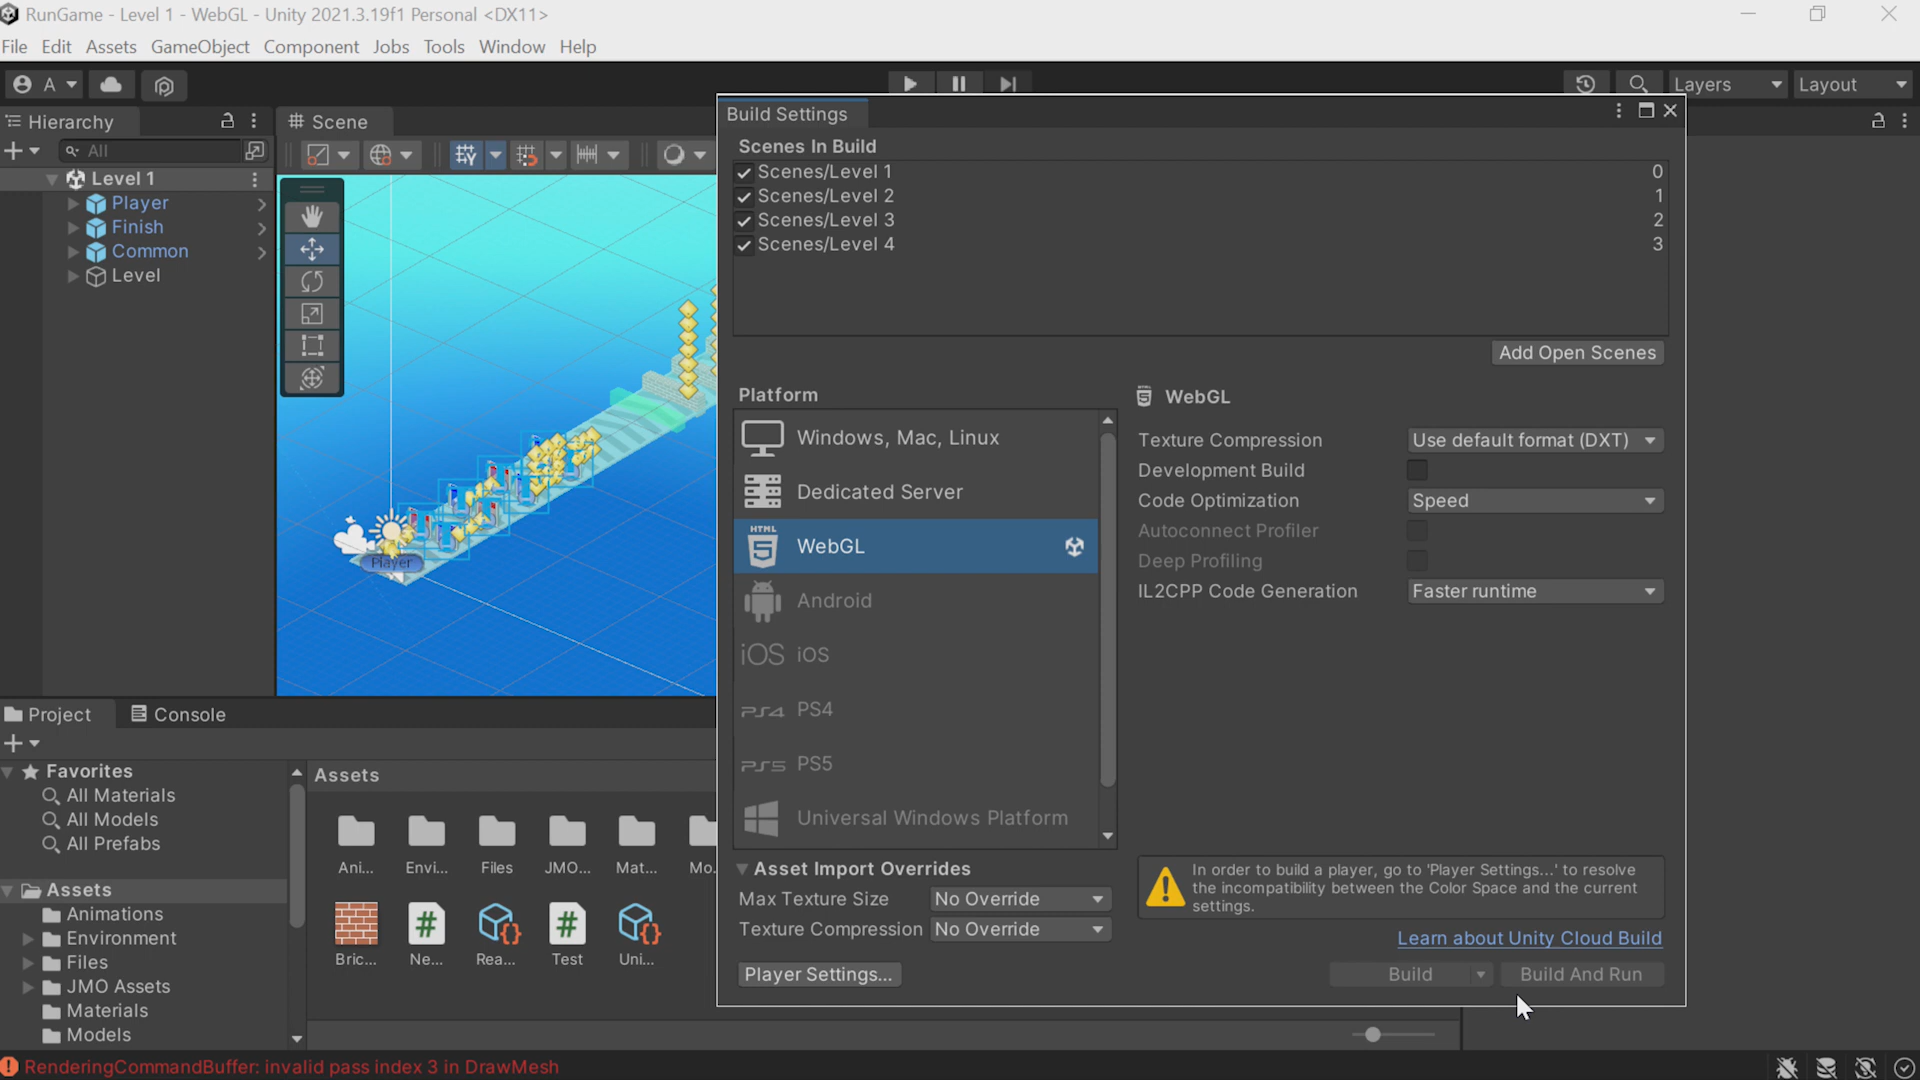 RunGame - Level 1 - WebGL - Unity 2021.3.19f1 Personal <DX11>
File Edit Assets GameObject Component Jobs Tools Window Help
A
Layers
Layout
Hierarchy
Scene
All
Level 1
Player
Finish
Common
Level
Player
Build Settings
Scenes In Build
Scenes/Level 1 0
Scenes/Level 2 1
Scenes/Level 3 2
Scenes/Level 4 3
Add Open Scenes
Platform
Windows, Mac, Linux
Dedicated Server
HTML 5 WebGL
Android
iOS iOS
PS4 PS4
PS5 PS5
Universal Windows Platform
WebGL
Texture Compression Use default format (DXT)
Development Build
Code Optimization Speed
Autoconnect Profiler
Deep Profiling
IL2CPP Code Generation Faster runtime
Asset Import Overrides
Max Texture Size No Override
Texture Compression No Override
Player Settings...
In order to build a player, go to 'Player Settings...' to resolve
the incompatibility between the Color Space and the current
settings.
Learn about Unity Cloud Build
Build
Build And Run
Project
Console
Favorites
All Materials
All Models
All Prefabs
Assets
Animations
Environment
Files
JMO Assets
Materials
Models
Assets
Ani... Envi... Files JMO... Mat... Mo.
Bric... Ne... Rea... Test Uni...
RenderingCommandBuffer: invalid pass index 3 in DrawMesh